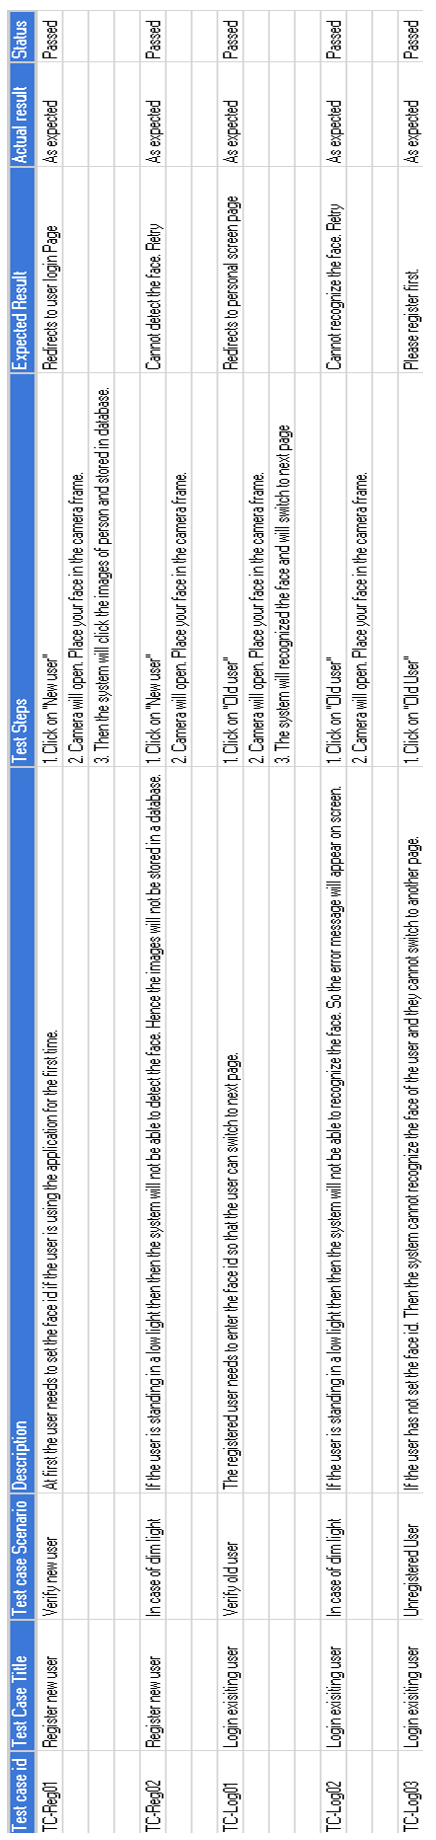 Test case id Test Case Title Test case Scenario Description Test Steps Expected Result Actual result Status
TC-Reg01 Register new user Verify new user At first the user needs to set the face id if the user is using the application for the first time. 1. Click on "New user" Redirects to user login Page As expected Passed
2. Camera will open. Place your face in the camera frame.
3. Then the system will click the images of person and stored in database.
TC-Reg02 Register new user In case of dim light If the user is standing in a low light then then the system will not be able to detect the face. Hence the images will not be stored in a database. 1. Click on "New user" Cannot detect the face. Retry As expected Passed
2. Camera will open. Place your face in the camera frame.
TC-Log01 Login exisiting user Verify old user The registered user needs to enter the face id so that the user can switch to next page. 1. Click on "Old user" Redirects to personal screen page As expected Passed
2. Camera will open. Place your face in the camera frame.
3. The system will recognized the face and will switch to next page
TC-Log02 Login exisiting user In case of dim light If the user is standing in a low light then then the system will not be able to recognize the face. So the error message will appear on screen. 1. Click on "Old user" Cannot recognize the face. Retry As expected Passed
2. Camera will open. Place your face in the camera frame.
TC-Log03 Login exisiting user Unregistered User If the user has not set the face id. Then the system cannot recognize the face of the user and they cannot switch to another page. 1. Click on "Old User" Please register first. As expected Passed